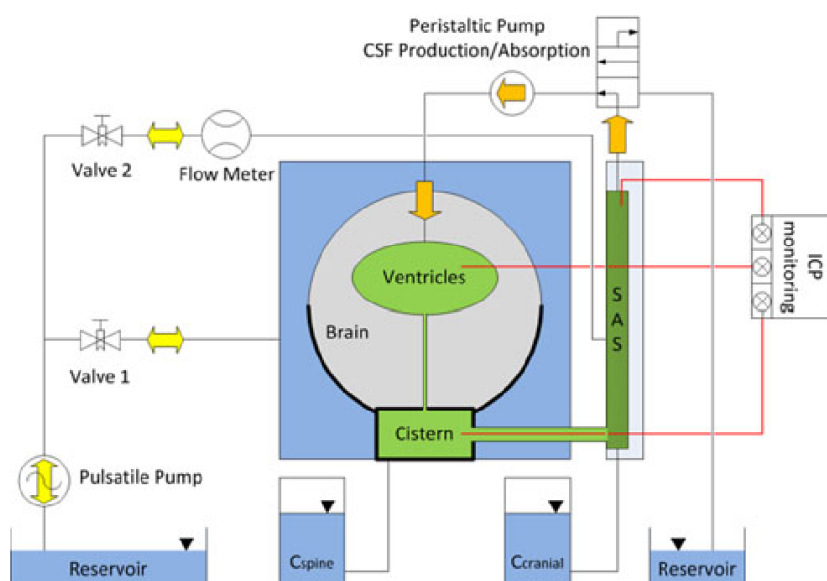 Peristaltic Pump
CSF Production/Absorption
Valve 2
Flow Meter
Ventricles
ICP
monitoring
SAS
Brain
Valve 1
Cistern
Pulsatile Pump
Reservoir
Cspine
Ccranial
Reservoir